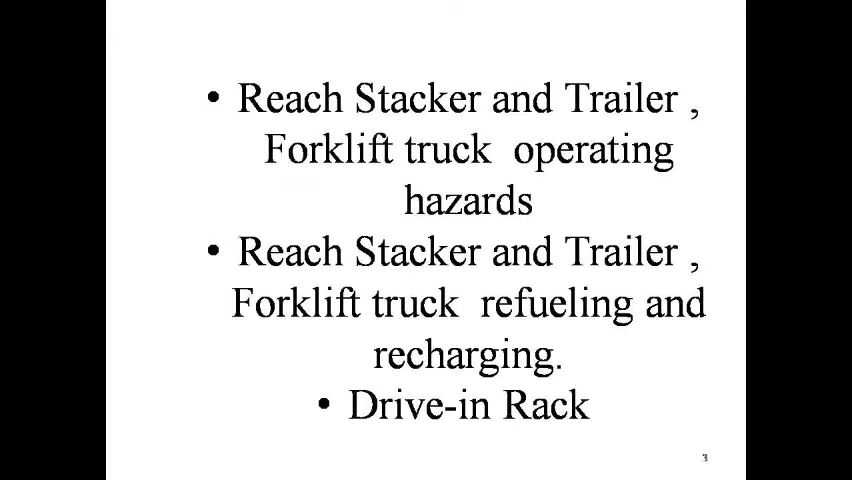 • Reach Stacker and Trailer ,
Forklift truck  operating
hazards
• Reach Stacker and Trailer ,
Forklift truck  refueling and
recharging.
• Drive-in Rack
3